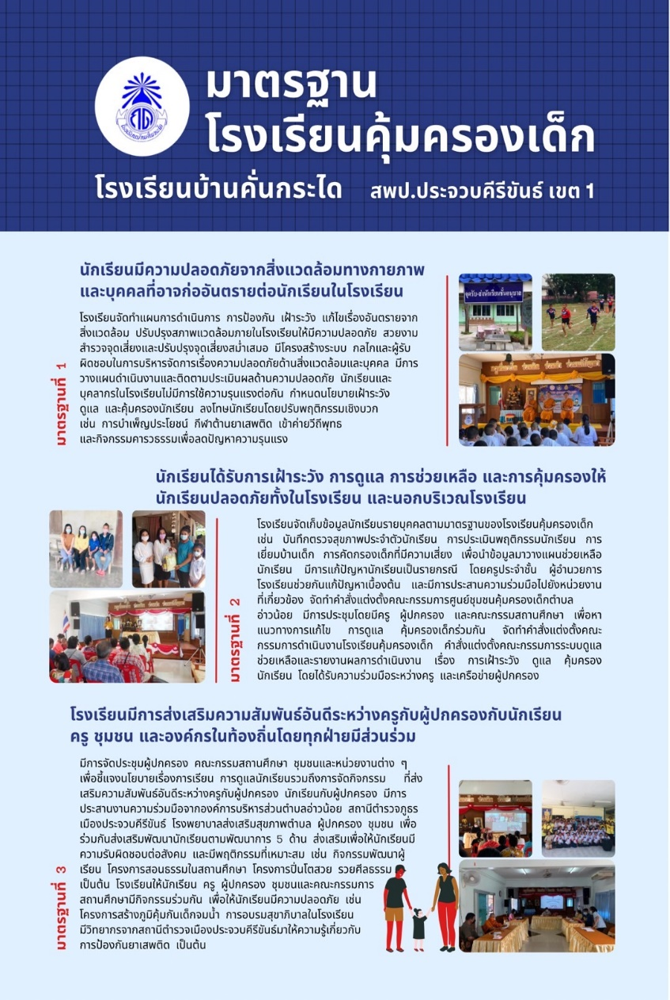 มาตรฐาน
โรงเรียนคุ้มครองเด็ก
โรงเรียนบ้านคั่นกระได สพป.ประจวบคีรีขันธ์ เขต 1
นักเรียนมีความปลอดภัยจากสิ่งแวดล้อมทางกายภาพ
และบุคคลที่อาจก่ออันตรายต่อนักเรียนในโรงเรียน
มาตรฐานที่ 1
โรงเรียนจัดทำแผนการดำเนินการ การป้องกัน เฝ้าระวัง แก้ไขเรื่องอันตรายจาก
สิ่งแวดล้อม ปรับปรุงสภาพแวดล้อมภายในโรงเรียนให้มีความปลอดภัย สวยงาม
สำรวจจุดเสี่ยงและปรับปรุงจุดเสี่ยงสม่ำเสมอ มีโครงสร้างระบบ กลไกและผู้รับ
ผิดชอบในการบริหารจัดการเรื่องความปลอดภัยด้านสิ่งแวดล้อมและบุคคล มีการ
วางแผนดำเนินงานและติดตามประเมินผลด้านความปลอดภัย นักเรียนและ
บุคลากรในโรงเรียนไม่มีการใช้ความรุนแรงต่อกัน กำหนดนโยบายเฝ้าระวัง
ดูแล และคุ้มครองนักเรียน ลงโทษนักเรียนโดยปรับพฤติกรรมเชิงบวก
เช่น การบำเพ็ญประโยชน์ กีฬาต้านยาเสพติด เข้าค่ายวิถีพุทธ
และกิจกรรมคารวธรรมเพื่อลดปัญหาความรุนแรง
จุดรับ-ส่งนักเรียนชั้นอนุบาล
นักเรียนได้รับการเฝ้าระวัง การดูแล การช่วยเหลือ และการคุ้มครองให้
นักเรียนปลอดภัยทั้งในโรงเรียน และนอกบริเวณโรงเรียน
มาตรฐานที่ 2
โรงเรียนจัดเก็บข้อมูลนักเรียนรายบุคคลตามมาตรฐานของโรงเรียนคุ้มครองเด็ก
เช่น บันทึกตรวจสุขภาพประจำตัวนักเรียน การประเมินพฤติกรรมนักเรียน การ
เยี่ยมบ้านเด็ก การคัดกรองเด็กที่มีความเสี่ยง เพื่อนำข้อมูลมาวางแผนช่วยเหลือ
นักเรียน มีการแก้ปัญหานักเรียนเป็นรายกรณี โดยครูประจำชั้น ผู้อำนวยการ
โรงเรียนช่วยกันแก้ปัญหาเบื้องต้น และมีการประสานความร่วมมือไปยังหน่วยงาน
ที่เกี่ยวข้อง จัดทำคำสั่งแต่งตั้งคณะกรรมการศูนย์ชุมชนคุ้มครองเด็กตำบล
อ่าวน้อย มีการประชุมโดยมีครู ผู้ปกครอง และคณะกรรมสถานศึกษา เพื่อหา
แนวทางการแก้ไข การดูแล คุ้มครองเด็กร่วมกัน จัดทำคำสั่งแต่งตั้งคณะ
กรรมการดำเนินงานโรงเรียนคุ้มครองเด็ก คำสั่งแต่งตั้งคณะกรรมการระบบดูแล
ช่วยเหลือและรายงานผลการดำเนินงาน เรื่อง การเฝ้าระวัง ดูแล คุ้มครอง
นักเรียน โดยได้รับความร่วมมือระหว่างครู และเครือข่ายผู้ปกครอง
โรงเรียนมีการส่งเสริมความสัมพันธ์อันดีระหว่างครูกับผู้ปกครองกับนักเรียน
ครู ชุมชน และองค์กรในท้องถิ่นโดยทุกฝ่ายมีส่วนร่วม
มาตรฐานที่ 3
มีการจัดประชุมผู้ปกครอง คณะกรรมสถานศึกษา ชุมชนและหน่วยงานต่าง ๆ
เพื่อชี้แจงนโยบายเรื่องการเรียน การดูแลนักเรียนรวมถึงการจัดกิจกรรม ที่ส่ง
เสริมความสัมพันธ์อันดีระหว่างครูกับผู้ปกครอง นักเรียนกับผู้ปกครอง มีการ
ประสานงานความร่วมมือจากองค์การบริหารส่วนตำบลอ่าวน้อย สถานีตำรวจภูธร
เมืองประจวบคีรีขันธ์ โรงพยาบาลส่งเสริมสุขภาพตำบล ผู้ปกครอง ชุมชน เพื่อ
ร่วมกันส่งเสริมพัฒนานักเรียนตามพัฒนาการ 5 ด้าน ส่งเสริมเพื่อให้นักเรียนมี
ความรับผิดชอบต่อสังคม และมีพฤติกรรมที่เหมาะสม เช่น กิจกรรมพัฒนาผู้
เรียน โครงการสอนธรรมในสถานศึกษา โครงการปิ่นโตสวย รวยศีลธรรม
เป็นต้น โรงเรียนให้นักเรียน ครู ผู้ปกครอง ชุมชนและคณะกรรมการ
สถานศึกษามีกิจกรรมร่วมกัน เพื่อให้นักเรียนมีความปลอดภัย เช่น
โครงการสร้างภูมิคุ้มกันเด็กจมน้ำ การอบรมสุขาภิบาลในโรงเรียน
มีวิทยากรจากสถานีตำรวจเมืองประจวบคีรีขันธ์มาให้ความรู้เกี่ยวกับ
การป้องกันยาเสพติด เป็นต้น